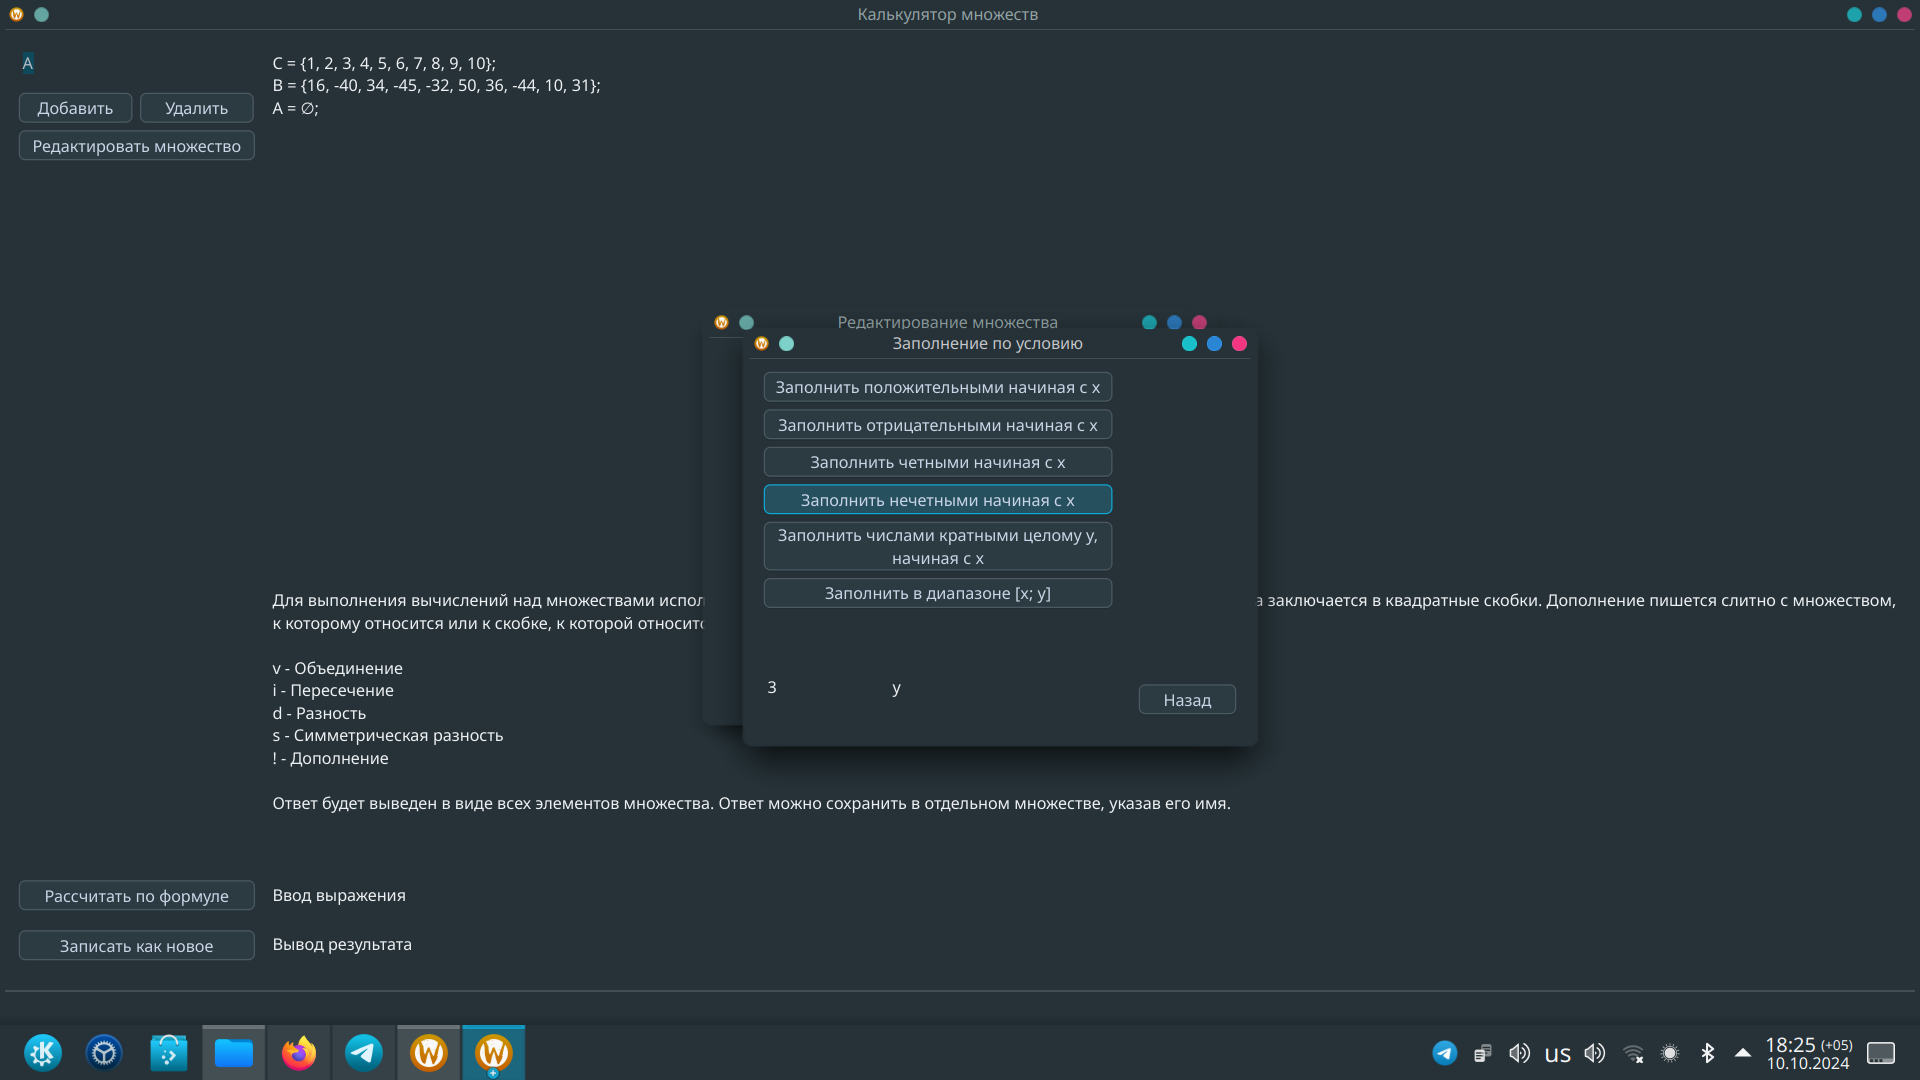 Калькулятор множеств
A
C = {1, 2, 3, 4, 5, 6, 7, 8, 9, 10};
B = {16, -40, 34, -45, -32, 50, 36, -44, 10, 31};
A = ∅;
Добавить
Удалить
Редактировать множество
Редактирование множества
Заполнение по условию
Заполнить положительными начиная с x
Заполнить отрицательными начиная с x
Заполнить четными начиная с x
Заполнить нечетными начиная с x
Заполнить числами кратными целому y,
начиная с x
Заполнить в диапазоне [x; y]
3
y
Назад
Для выполнения вычислений над множествами заключается в квадратные скобки. Дополнение пишется слитно с множеством,
к которому относится или к скобке, к которой
v - Объединение
i - Пересечение
d - Разность
s - Симметрическая разность
! - Дополнение
Ответ будет выведен в виде всех элементов множества. Ответ можно сохранить в отдельном множестве, указав его имя.
Рассчитать по формуле
Ввод выражения
Записать как новое
Вывод результата
us
18:25 (+05)
10.10.2024